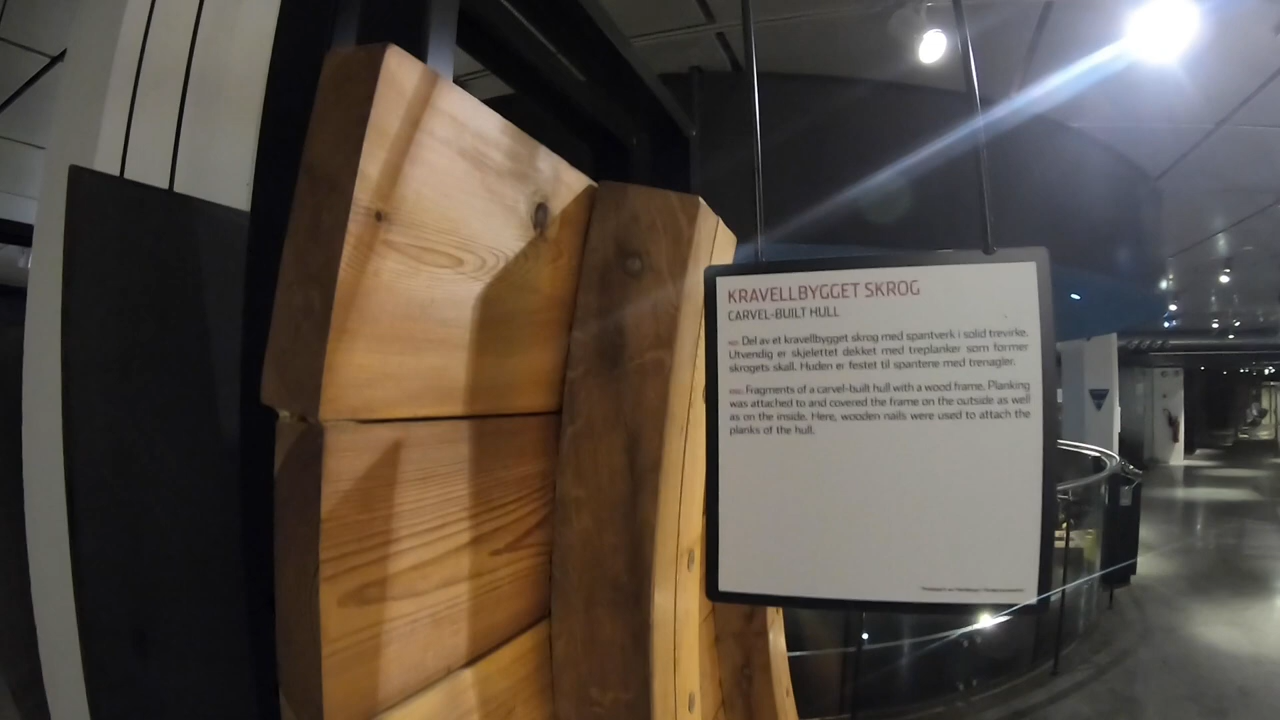 KRAVELLBYGGET SKROG
CARVEL-BUILT HULL
Del av et kravellbygget skrog med spantverk i solid trevirke.
Utvendig er skjelettet dekket med treplanker som former
skrogets skall. Huden er festet til spantene med trenagler.
Fragments of a carvel-built hull with a wood frame. Planking
was attached to and covered the frame on the outside as well
as on the inside. Here, wooden nails were used to attach the
planks of the hull.